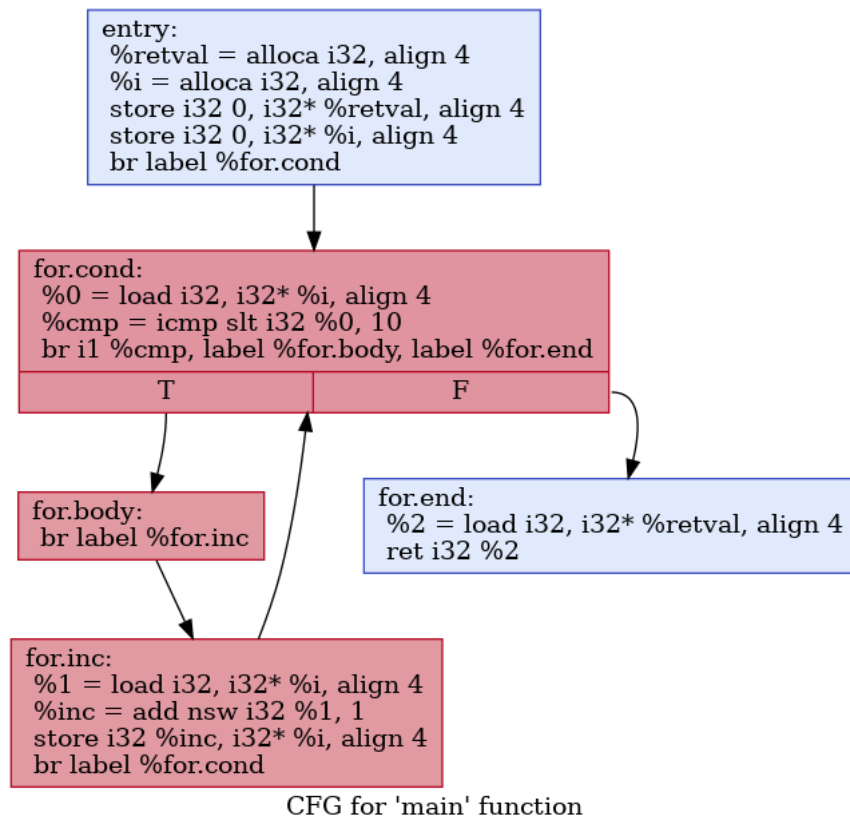 entry:
%retval = alloca i32, align 4
%i = alloca i32, align 4
store i32 0, i32* %retval, align 4
store i32 0, i32* %i, align 4
br label %for.cond
for.cond:
%0 = load i32, i32* %i, align 4
%cmp = icmp slt i32 %0, 10
br i1 %cmp, label %for.body, label %for.end
T F
for.body:
br label %for.inc
for.end:
%2 = load i32, i32* %retval, align 4
ret i32 %2
for.inc:
%1 = load i32, i32* %i, align 4
%inc = add nsw i32 %1, 1
store i32 %inc, i32* %i, align 4
br label %for.cond
CFG for 'main' function